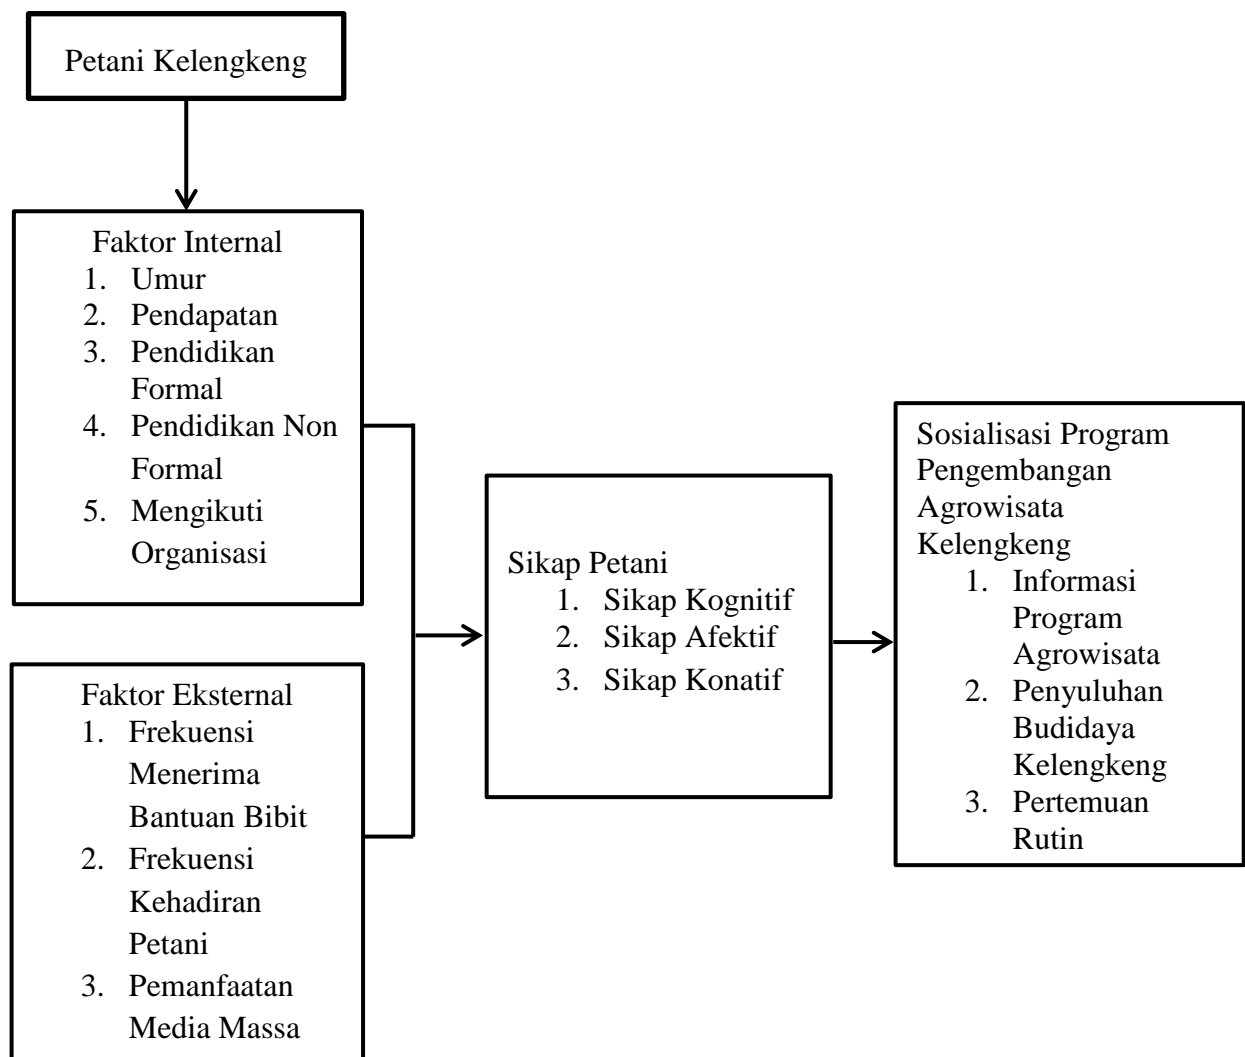 Petani Kelengkeng
Faktor Internal
1. Umur
2. Pendapatan
3. Pendidikan
Formal
4. Pendidikan Non
Formal
5. Mengikuti
Organisasi
Faktor Eksternal
1. Frekuensi
Menerima
Bantuan Bibit
2. Frekuensi
Kehadiran
Petani
3. Pemanfaatan
Media Massa
Sikap Petani
1. Sikap Kognitif
2. Sikap Afektif
3. Sikap Konatif
Sosialisasi Program
Pengembangan
Agrowisata
Kelengkeng
1. Informasi
Program
Agrowisata
2. Penyuluhan
Budidaya
Kelengkeng
3. Pertemuan
Rutin